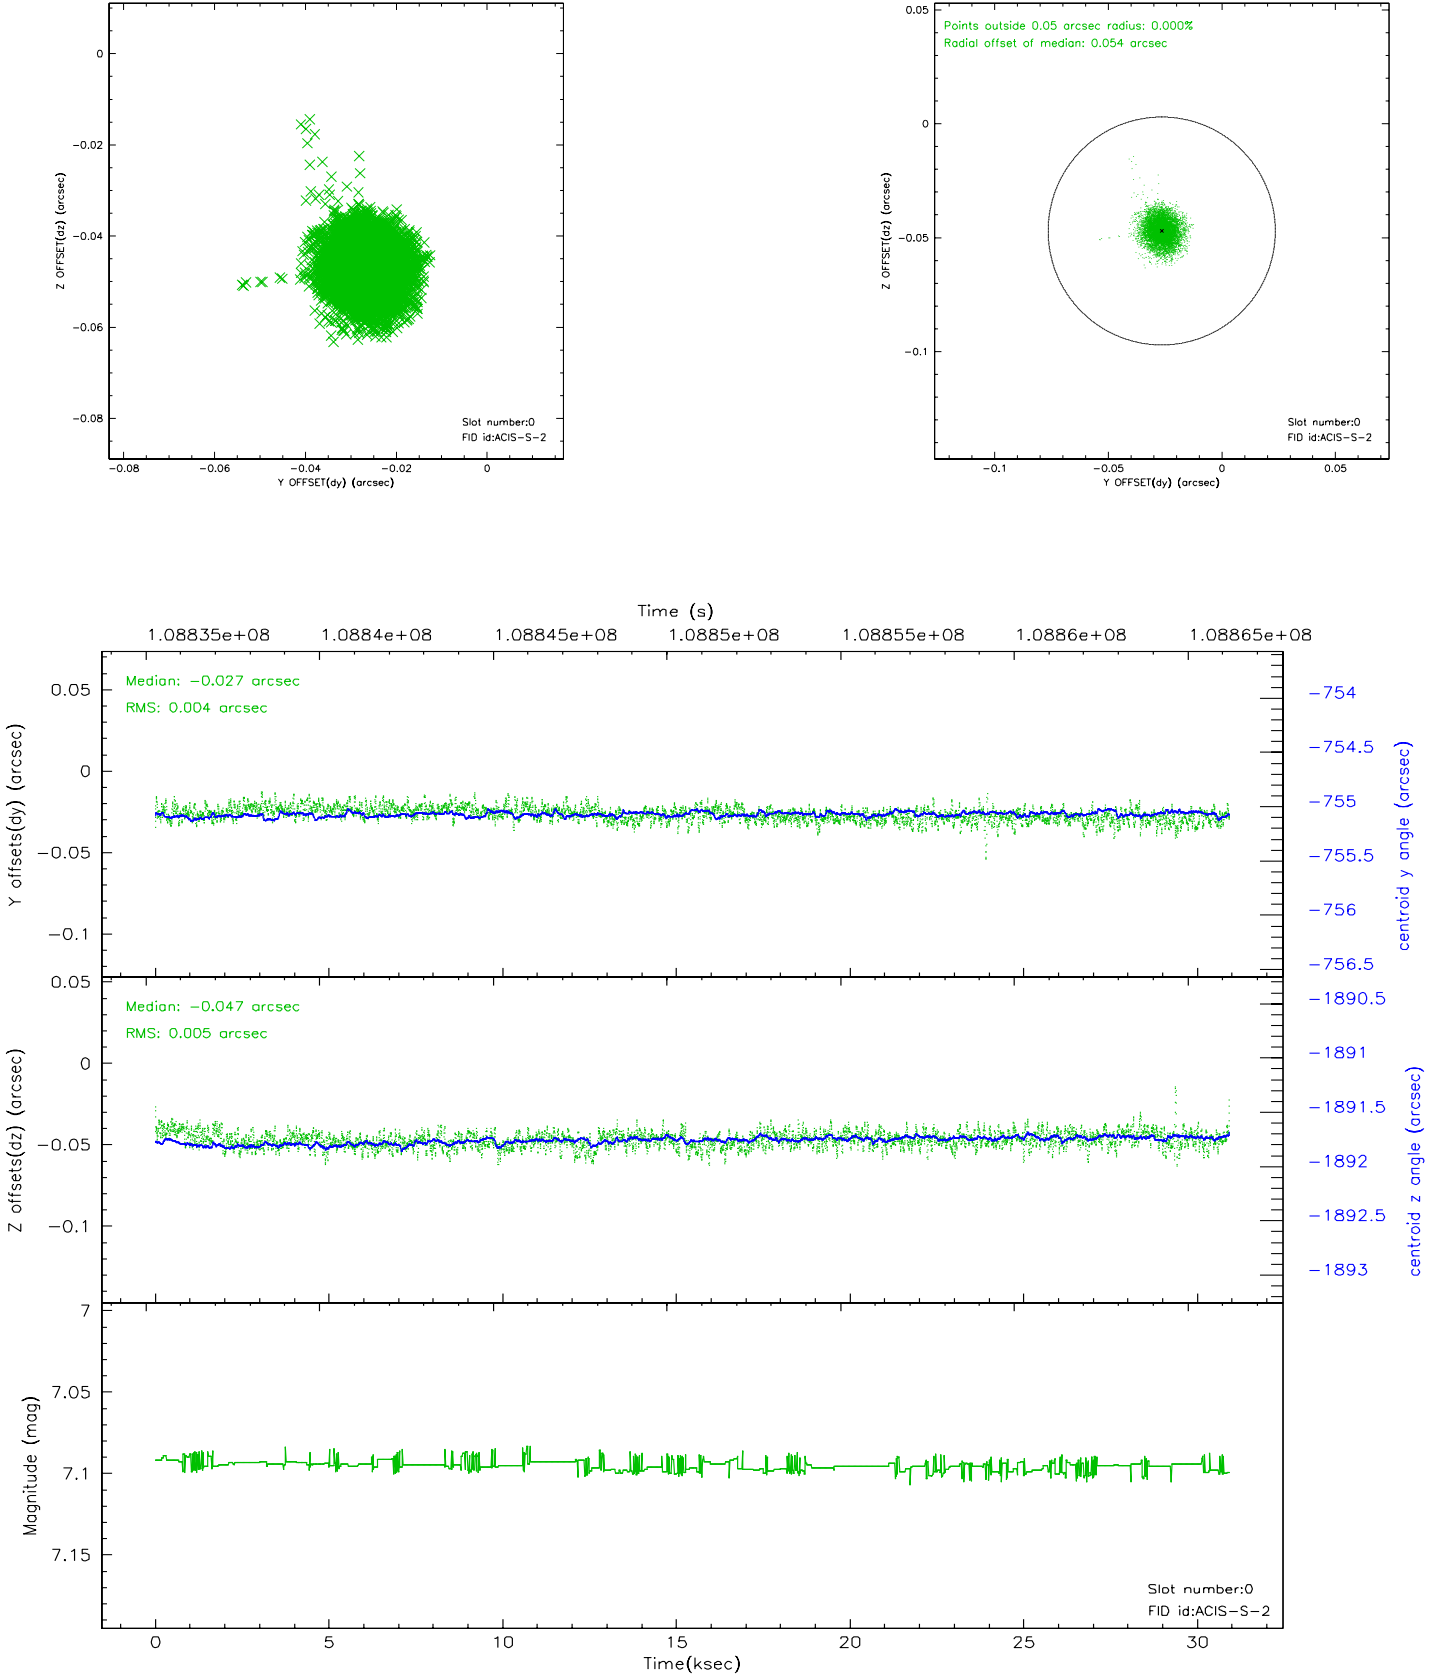 0
-0.02
-0.04
-0.06
-0.08
Z OFFSET(dz) (arcsec)
Slot number:0
FID id:ACIS-S-2
-0.08 -0.06 -0.04 -0.02 0
Y OFFSET(dy) (arcsec)
Points outside 0.05 arcsec radius: 0.000%
Radial offset of median: 0.054 arcsec
0.05
0
-0.05
-0.1
Z OFFSET(dz) (arcsec)
Slot number:0
FID id:ACIS-S-2
-0.1 -0.05 0 0.05
Y OFFSET(dy) (arcsec)
Time (s)
1.08835e+08 1.0884e+08 1.08845e+08 1.0885e+08 1.08855e+08 1.0886e+08 1.08865e+08
Median: -0.027 arcsec
RMS: 0.004 arcsec
0.05
0
-0.05
-0.1
Y offsets(dy) (arcsec)
-754
-754.5
-755
-755.5
-756
-756.5
centroid y angle (arcsec)
Median: -0.047 arcsec
RMS: 0.005 arcsec
0.05
0
-0.05
-0.1
Z offsets(dz) (arcsec)
-1890.5
-1891
-1891.5
-1892
-1892.5
-1893
centroid z angle (arcsec)
7
7.05
7.1
7.15
Magnitude (mag)
Slot number:0
FID id:ACIS-S-2
0 5 10 15 20 25 30
Time(ksec)